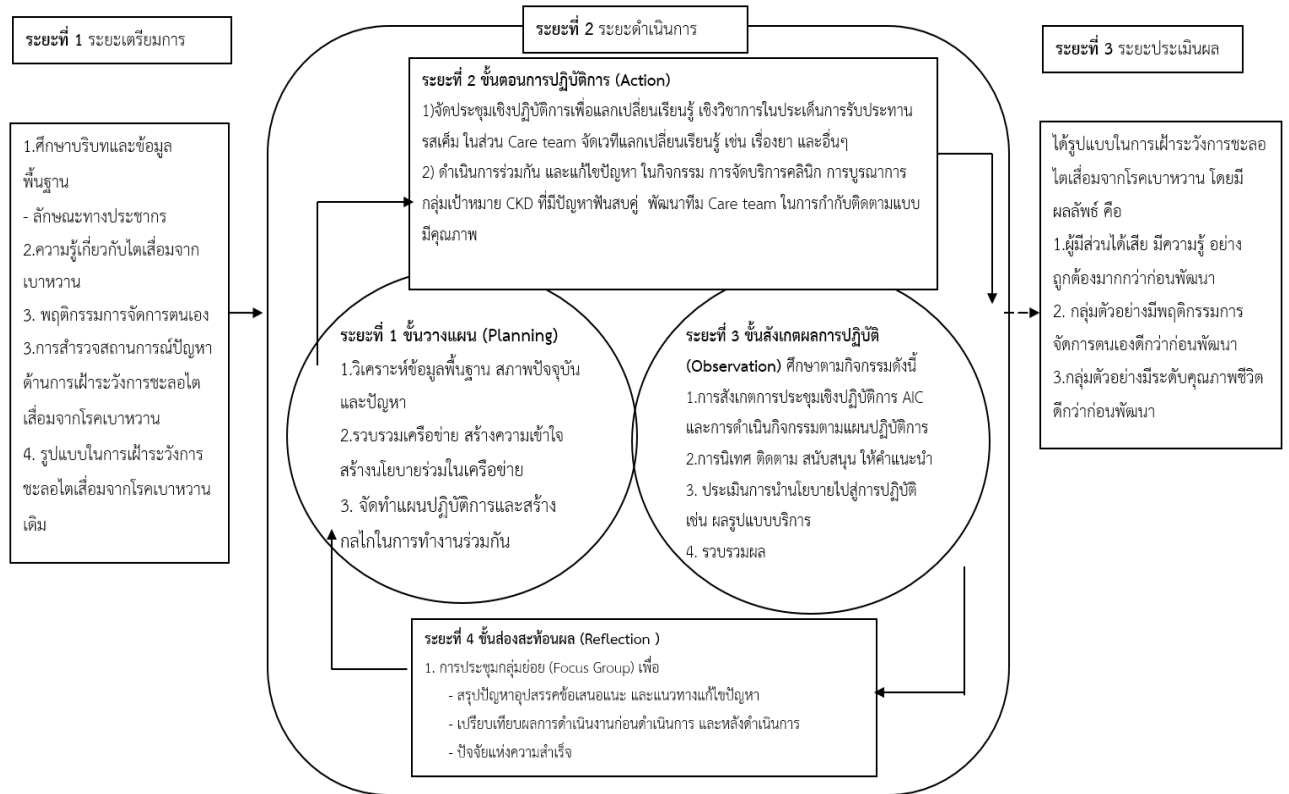 ระยะที่ 1 ระยะเตรียมการ
1.ศึกษาบริบทและข้อมูล
พื้นฐาน
- ลักษณะทางประชากร
2.ความรู้เกี่ยวกับไตเสื่อมจาก
เบาหวาน
3. พฤติกรรมการจัดการตนเอง
3.การสำรวจสถานการณ์ปัญหา
ด้านการเฝ้าระวังการชะลอไต
เสื่อมจากโรคเบาหวาน
4. รูปแบบในการเฝ้าระวังการ
ชะลอไตเสื่อมจากโรคเบาหวาน
เดิม
ระยะที่ 2 ระยะดำเนินการ
ระยะที่ 2 ขั้นตอนการปฏิบัติการ (Action)
1)จัดประชุมเชิงปฏิบัติการเพื่อแลกเปลี่ยนเรียนรู้ เชิงวิชาการในประเด็นการรับประทาน
รสเค็ม ในส่วน Care team จัดเวทีแลกเปลี่ยนเรียนรู้ เช่น เรื่องยา และอื่นๆ
2) ดำเนินการร่วมกัน และแก้ไขปัญหา ในกิจกรรม การจัดบริการคลินิก การบูรณาการ
กลุ่มเป้าหมาย CKD ที่มีปัญหาฟันสบคู่ พัฒนาทีม Care team ในการกำกับติดตามแบบ
มีคุณภาพ
ระยะที่ 1 ขั้นวางแผน (Planning)
1.วิเคราะห์ข้อมูลพื้นฐาน สภาพปัจจุบัน
และปัญหา
2.รวบรวมเครือข่าย สร้างความเข้าใจ
สร้างนโยบายร่วมในเครือข่าย
3. จัดทำแผนปฏิบัติการและสร้าง
กลไกในการทำงานร่วมกัน
ระยะที่ 3 ขั้นสังเกตผลการปฏิบัติ
(Observation) ศึกษาตามกิจกรรมดังนี้
1.การสังเกตการประชุมเชิงปฏิบัติการ AIC
และการดำเนินกิจกรรมตามแผนปฏิบัติการ
2.การนิเทศ ติดตาม สนับสนุน ให้คำแนะนำ
3. ประเมินการนำนโยบายไปสู่การปฏิบัติ
เช่น ผลรูปแบบบริการ
4. รวบรวมผล
ระยะที่ 4 ขั้นส่องสะท้อนผล (Reflection )
1. การประชุมกลุ่มย่อย (Focus Group) เพื่อ
- สรุปปัญหาอุปสรรคข้อเสนอแนะ และแนวทางแก้ไขปัญหา
- เปรียบเทียบผลการดำเนินงานก่อนดำเนินการ และหลังดำเนินการ
- ปัจจัยแห่งความสำเร็จ
ระยะที่ 3 ระยะประเมินผล
ได้รูปแบบในการเฝ้าระวังการชะลอ
ไตเสื่อมจากโรคเบาหวาน โดยมี
ผลลัพธ์ คือ
1.ผู้มีส่วนได้เสีย มีความรู้ อย่าง
ถูกต้องมากกว่าก่อนพัฒนา
2. กลุ่มตัวอย่างมีพฤติกรรมการ
จัดการตนเองดีกว่าก่อนพัฒนา
3.กลุ่มตัวอย่างมีระดับคุณภาพชีวิต
ดีกว่าก่อนพัฒนา